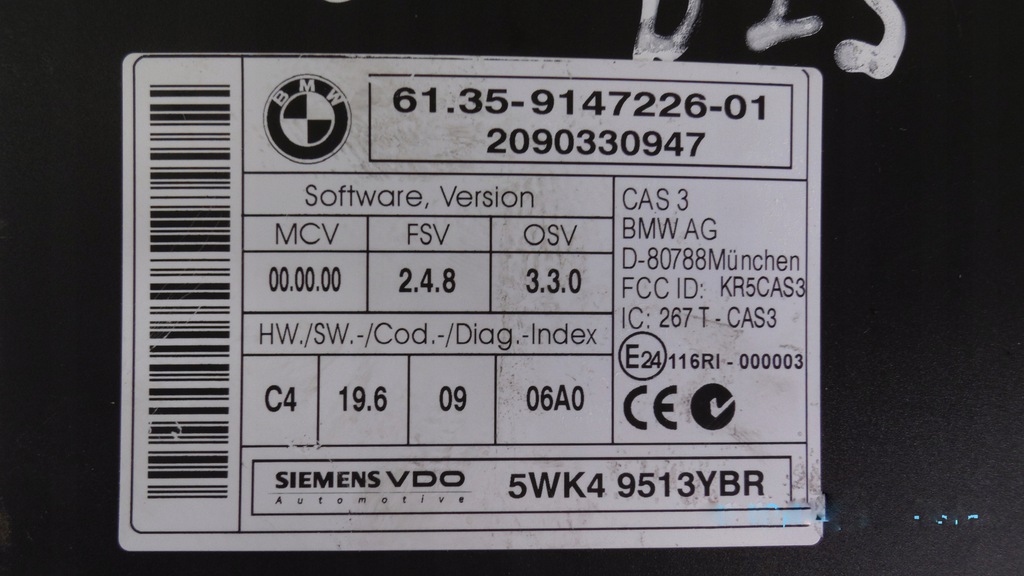 BMW
61.35-9147226-01
2090330947
Software, Version
MCV FSV OSV
00.00.00 2.4.8 3.3.0
HW./SW.-/Cod.-/Diag.-Index
C4 19.6 09 06A0
CAS 3
BMW AG
D-80788München
FCC ID: KR5CAS3
IC: 267 T - CAS3
E24 116RI - 000003
CE
SIEMENS VDO
Automotive
5WK4 9513YBR